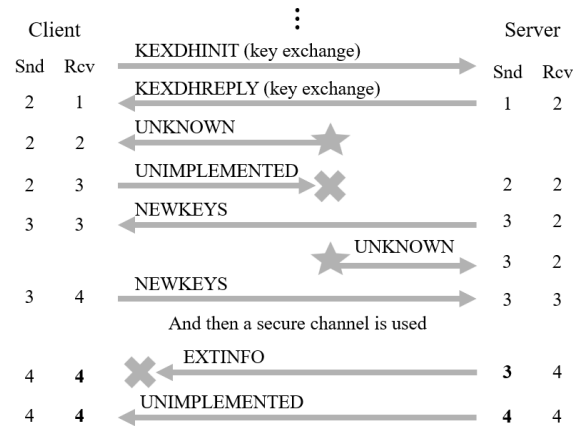 Client
Server
Snd Rcv
Snd Rcv
KEXDHINIT (key exchange)
KEXDHREPLY (key exchange)
2 1
1 2
UNKNOWN
2 2
UNIMPLEMENTED
2 3
2 2
NEWKEYS
3 3
3 2
UNKNOWN
3 2
NEWKEYS
3 4
3 3
And then a secure channel is used
EXTINFO
4 4
3 4
UNIMPLEMENTED
4 4
4 4